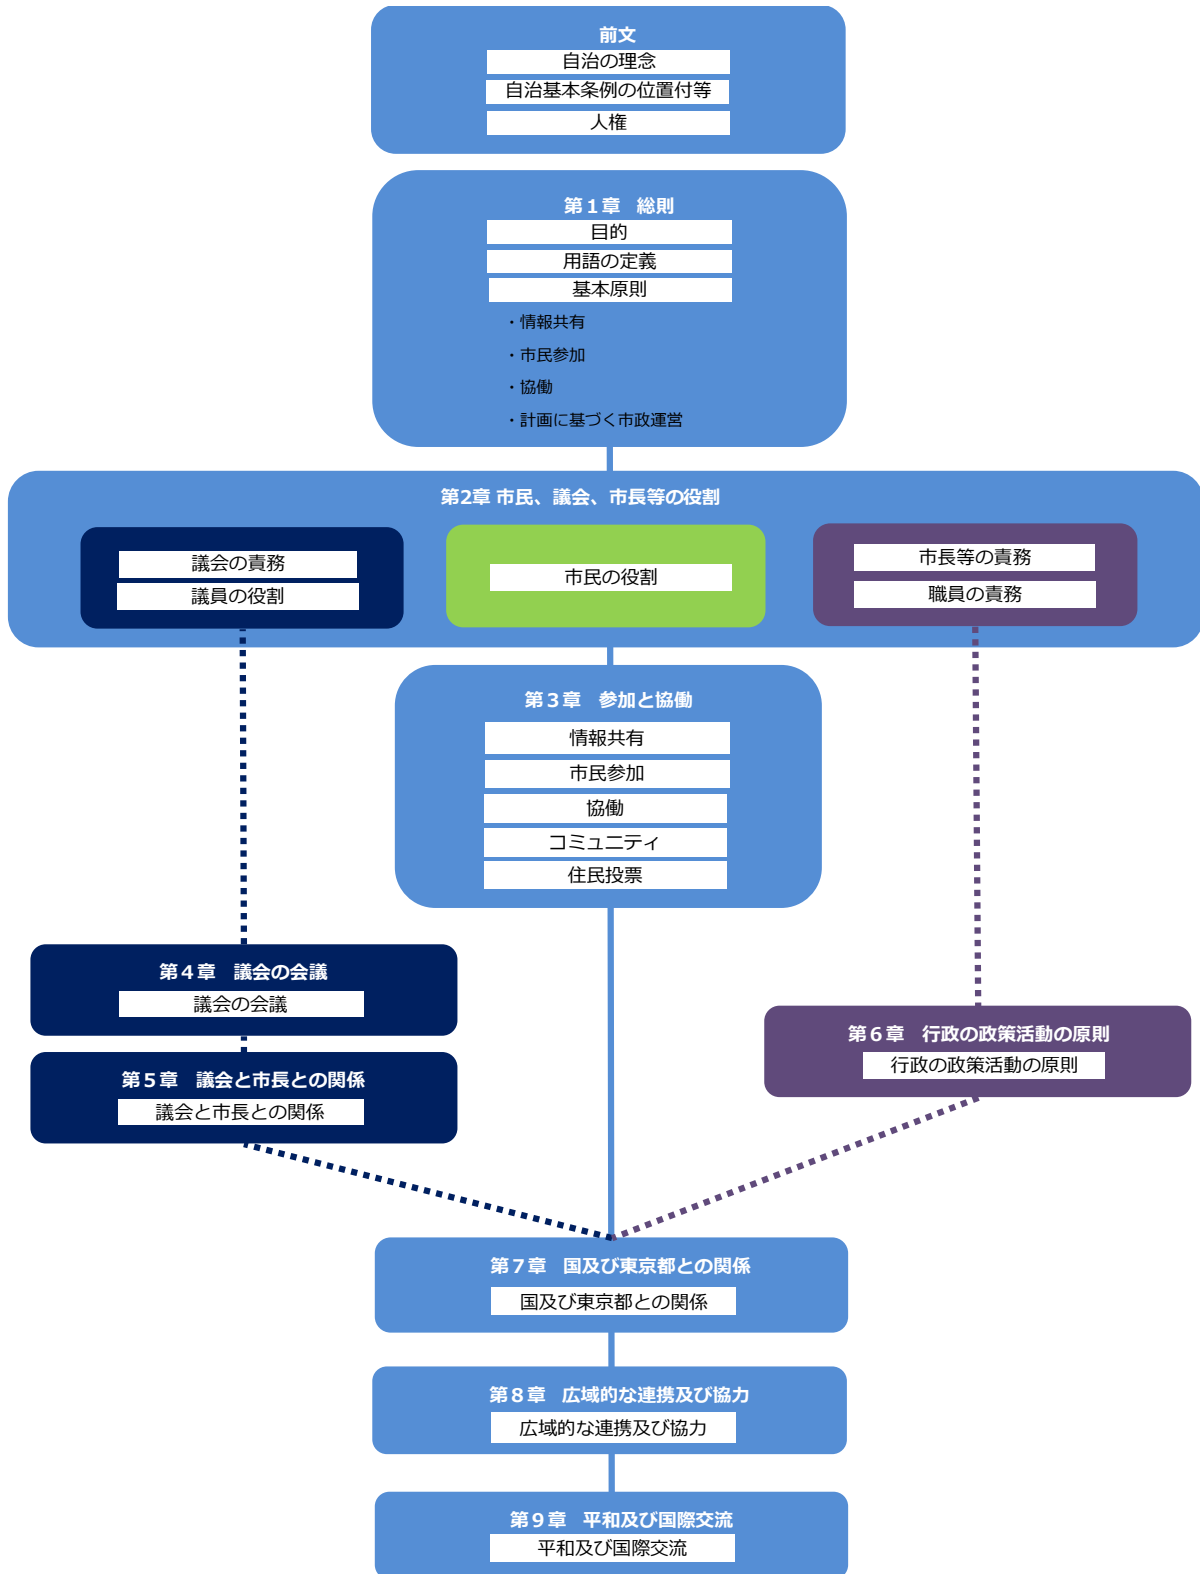 前文
自治の理念
自治基本条例の位置付等
人権
第１章　総則
目的
用語の定義
基本原則
・情報共有
・市民参加
・協働
・計画に基づく市政運営
第2章 市民、議会、市長等の役割
議会の責務
議員の役割
市民の役割
市長等の責務
職員の責務
第３章　参加と協働
情報共有
市民参加
協働
コミュニティ
住民投票
第４章　議会の会議
議会の会議
第５章　議会と市長との関係
議会と市長との関係
第６章　行政の政策活動の原則
行政の政策活動の原則
第７章　国及び東京都との関係
国及び東京都との関係
第８章　広域的な連携及び協力
広域的な連携及び協力
第９章　平和及び国際交流
平和及び国際交流